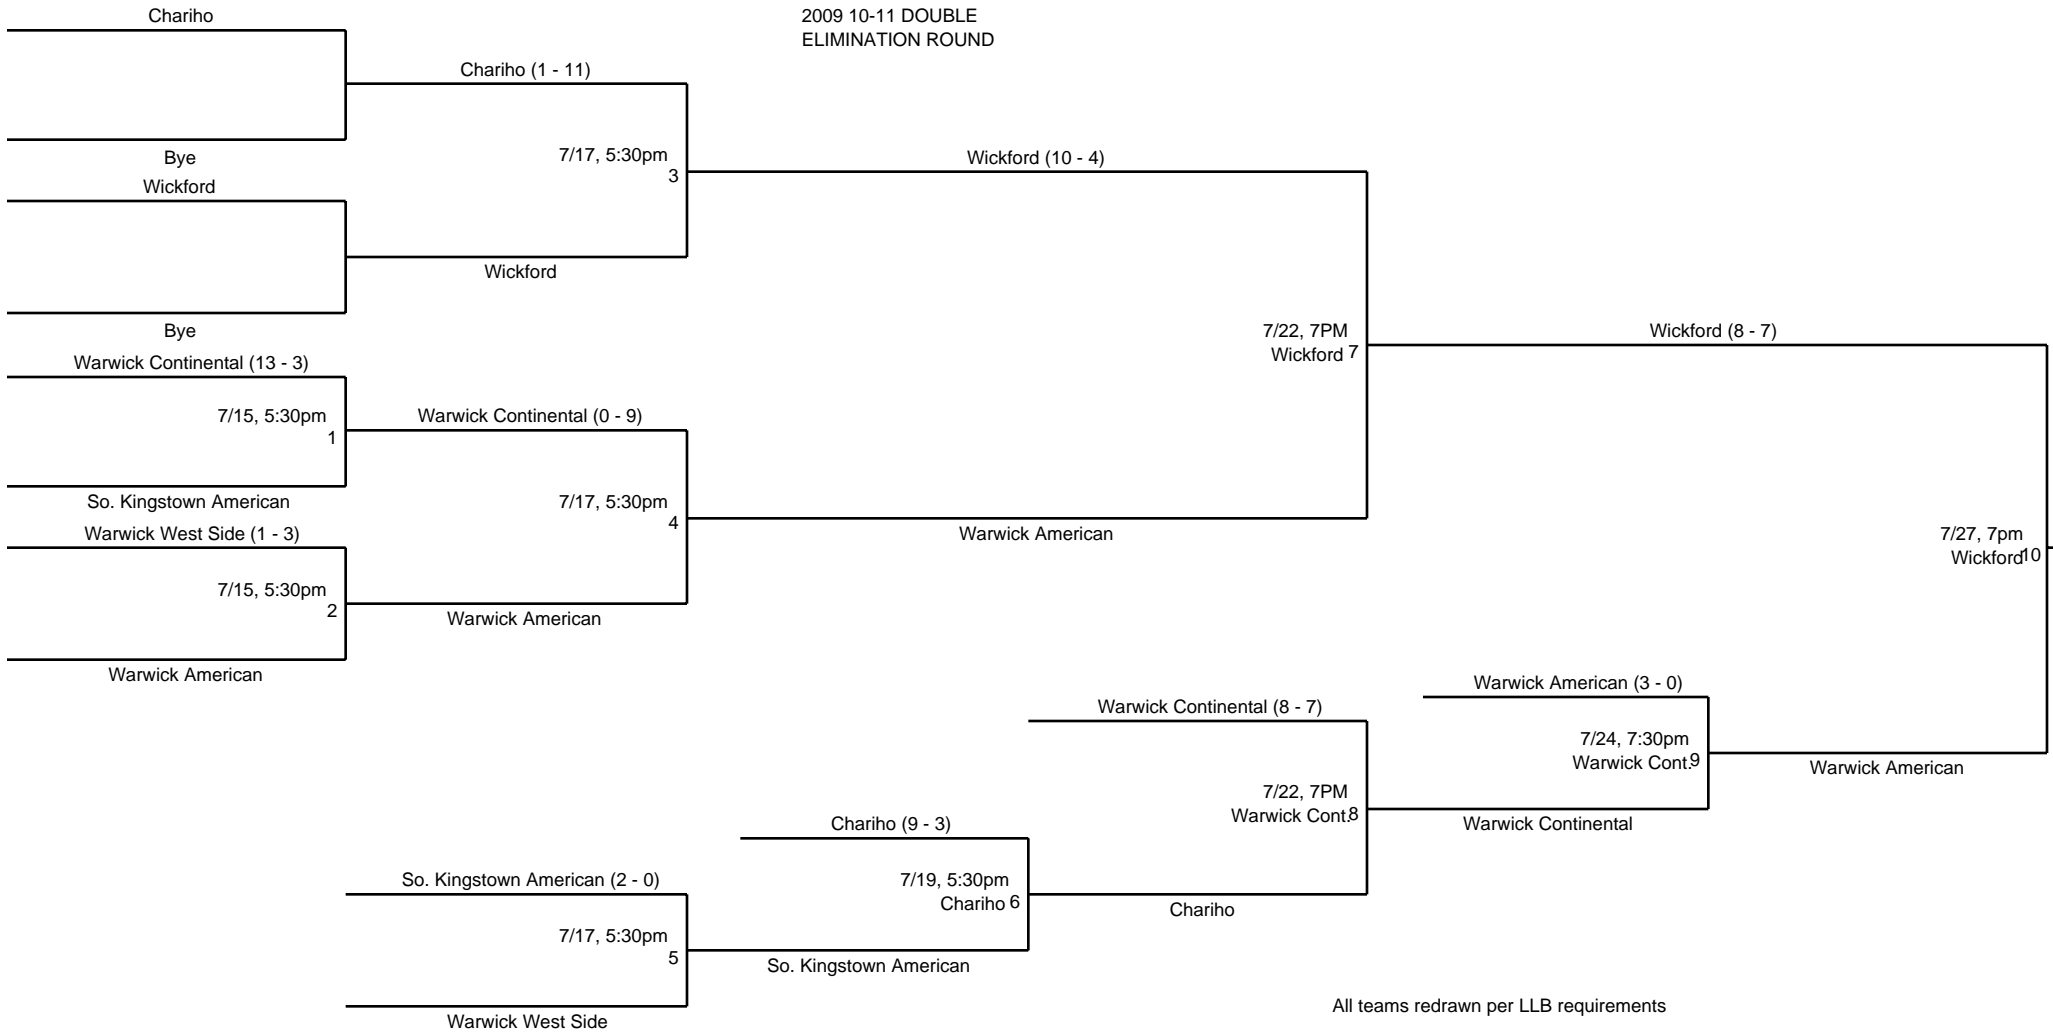 Chariho
2009 10-11 DOUBLE
ELIMINATION ROUND
Chariho (1 - 11)
7/17, 5:30pm
3
Bye
Wickford
Wickford (10 - 4)
Wickford
Bye
7/22, 7PM
Wickford 7
Wickford (8 - 7)
Warwick Continental (13 - 3)
7/15, 5:30pm
1
Warwick Continental (0 - 9)
So. Kingstown American
7/17, 5:30pm
4
Warwick West Side (1 - 3)
Warwick American
7/27, 7pm
Wickford 10
7/15, 5:30pm
2
Warwick American
Warwick American
Warwick American (3 - 0)
Warwick Continental (8 - 7)
7/24, 7:30pm
Warwick Cont. 9
Warwick American
7/22, 7PM
Warwick Cont. 8
Chariho (9 - 3)
Warwick Continental
So. Kingstown American (2 - 0)
7/19, 5:30pm
Chariho 6
Chariho
7/17, 5:30pm
5
So. Kingstown American
All teams redrawn per LLB requirements
Warwick West Side